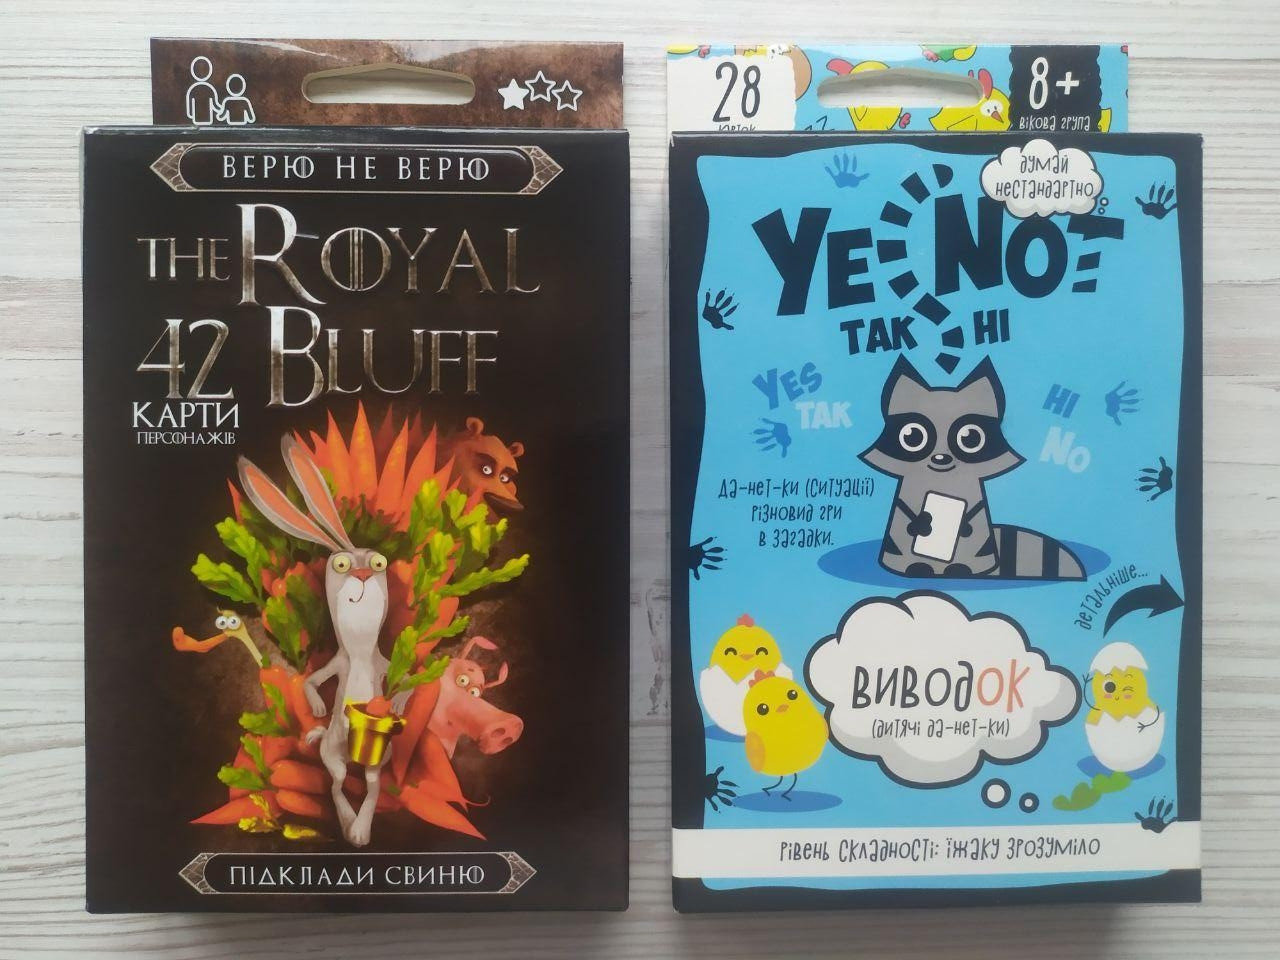 ВЕРЮ НЕ ВЕРЮ
THE ROYAL
42 BLUFF
КАРТИ
ПЕРСОНАЖІВ
ПІДКЛАДИ СВИНЮ
28
КАРТОК
8+
ВІКОВА ГРУПА
ДУМАЙ
НЕСТАНДАРТНО
YENOT
ТАК НІ
YES
ТАК
НІ
NO
ДА-НЕТ-КИ (СИТУАЦІЇ)
РІЗНОВИД ГРИ
В ЗАГАДКИ.
ДЕТАЛЬНІШЕ...
ВИВОДОК
(ДИТЯЧІ ДА-НЕТ-КИ)
РІВЕНЬ СКЛАДНОСТІ: ЇЖАКУ ЗРОЗУМІЛО